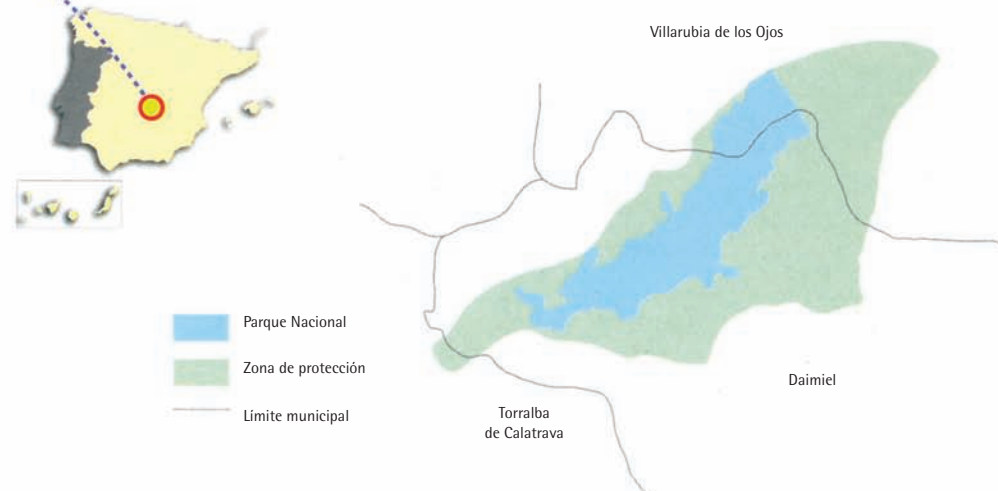 Villarubia de los Ojos
Parque Nacional
Zona de protección
Límite municipal
Daimiel
Torralba
de Calatrava